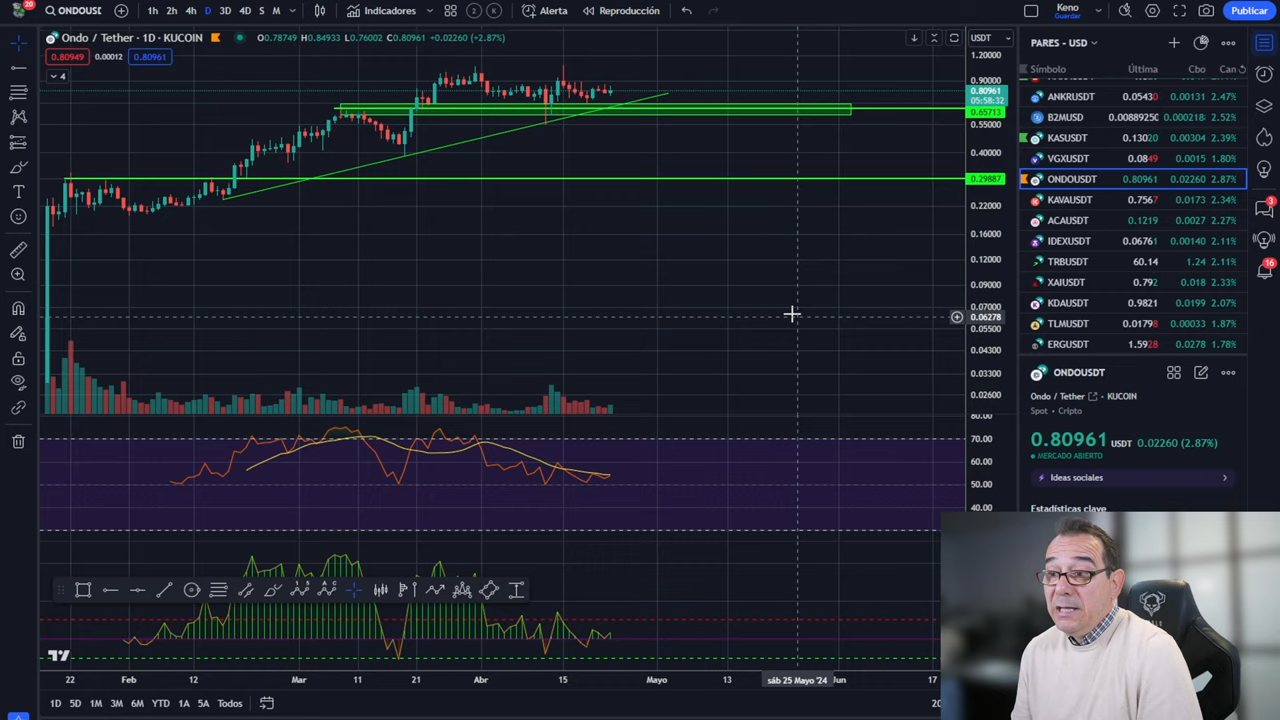 20
ONDOUSDT
1h 2h 4h D 3D 4D S M
Indicadores
Alerta
Reproducción
Keno
Guardar
Publicar
Ondo / Tether · 1D · KUCOIN
O0.78749 H0.84933 L0.76002 C0.80961 +0.02260 (+2.87%)
0.80949 0.00012 0.80961
4
USDT
1.20000
0.90000
0.80961
05:58:32
0.65713
0.55000
0.40000
0.29887
0.22000
0.16000
0.12000
0.09000
0.07000
0.06278
0.05500
0.04300
0.03300
0.02600
80.00
70.00
60.00
50.00
40.00
22 Feb 12 Mar 11 21 Abr 15 Mayo 13 sáb 25 Mayo '24 Jun 17
1D 5D 1M 3M 6M YTD 1A 5A Todos
PARES - USD
Símbolo Última Cbo Can
ANKRUSDT 0.05430 0.00131 2.47%
B2MUSD 0.00889250 0.000218 2.52%
KASUSDT 0.13020 0.00304 2.39%
VGXUSDT 0.0849 0.0015 1.80%
ONDOUSDT 0.80961 0.02260 2.87%
KAVAUSDT 0.7567 0.0173 2.34%
ACAUSDT 0.1219 0.0027 2.27%
IDEXUSDT 0.06761 0.00140 2.11%
TRBUSDT 60.14 1.24 2.11%
XAIUSDT 0.792 0.018 2.33%
KDAUSDT 0.9821 0.0199 2.07%
TLMUSDT 0.01798 0.00033 1.87%
ERGUSDT 1.5928 0.0278 1.78%
ONDOUSDT
Ondo / Tether · KUCOIN
Spot · Cripto
0.80961 USDT 0.02260 (2.87%)
MERCADO ABIERTO
Ideas sociales
Estadísticas clave
3
16